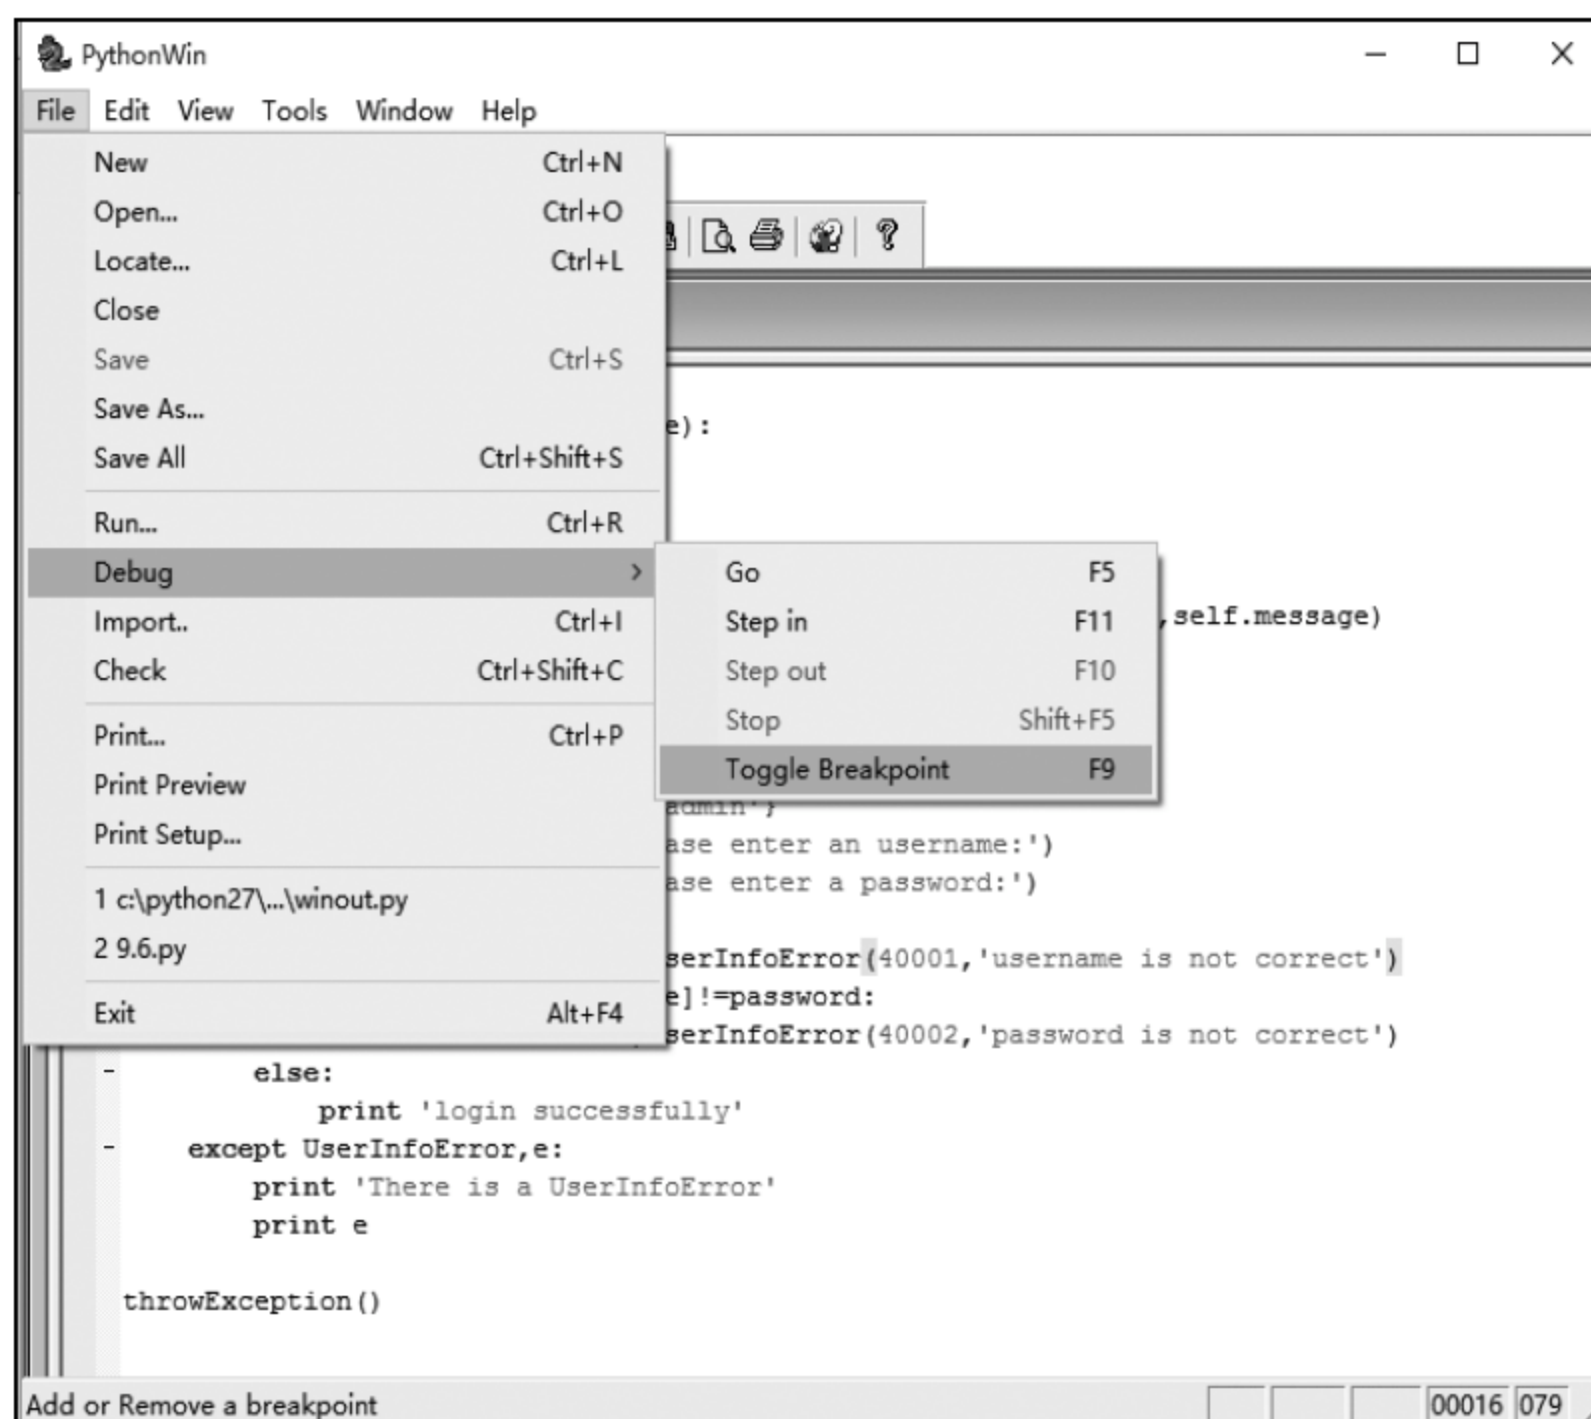 PythonWin
File Edit View Tools Window Help
New Ctrl+N
Open... Ctrl+O
Locate... Ctrl+L
Close
Save Ctrl+S
Save As...
e):
Save All Ctrl+Shift+S
Run... Ctrl+R
Debug > Go F5
Import.. Ctrl+I Step in F11 ,self.message)
Check Ctrl+Shift+C Step out F10
Stop Shift+F5
Print... Ctrl+P
Toggle Breakpoint F9
Print Preview
admin'}
Print Setup...
ase enter an username:')
ase enter a password:')
1 c:\python27\...\winout.py
2 9.6.py
serInfoError(40001,'username is not correct')
e]!=password:
Exit Alt+F4
serInfoError(40002,'password is not correct')
else:
print 'login successfully'
except UserInfoError,e:
print 'There is a UserInfoError'
print e
throwException()
Add or Remove a breakpoint 00016 079